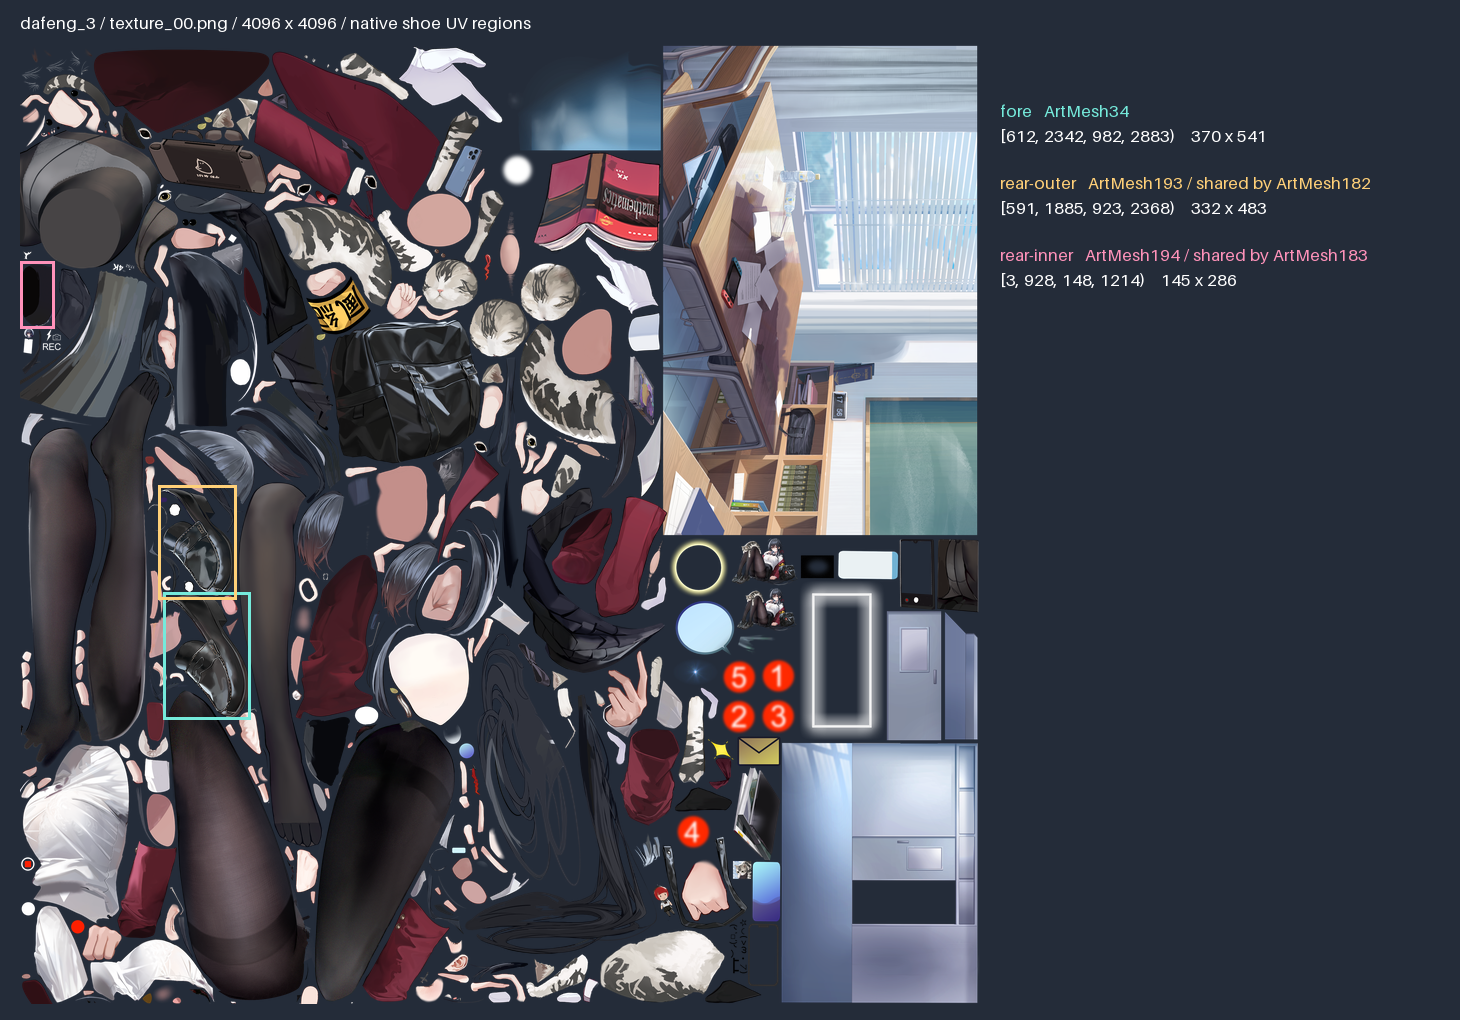 dafeng_3 / texture_00.png / 4096 x 4096 / native shoe UV regions
fore ArtMesh34
[612, 2342, 982, 2883) 370 x 541
rear-outer ArtMesh193 / shared by ArtMesh182
[591, 1885, 923, 2368) 332 x 483
rear-inner ArtMesh194 / shared by ArtMesh183
[3, 928, 148, 1214) 145 x 286
mathematics
4K
REC
5 1
2 3
4